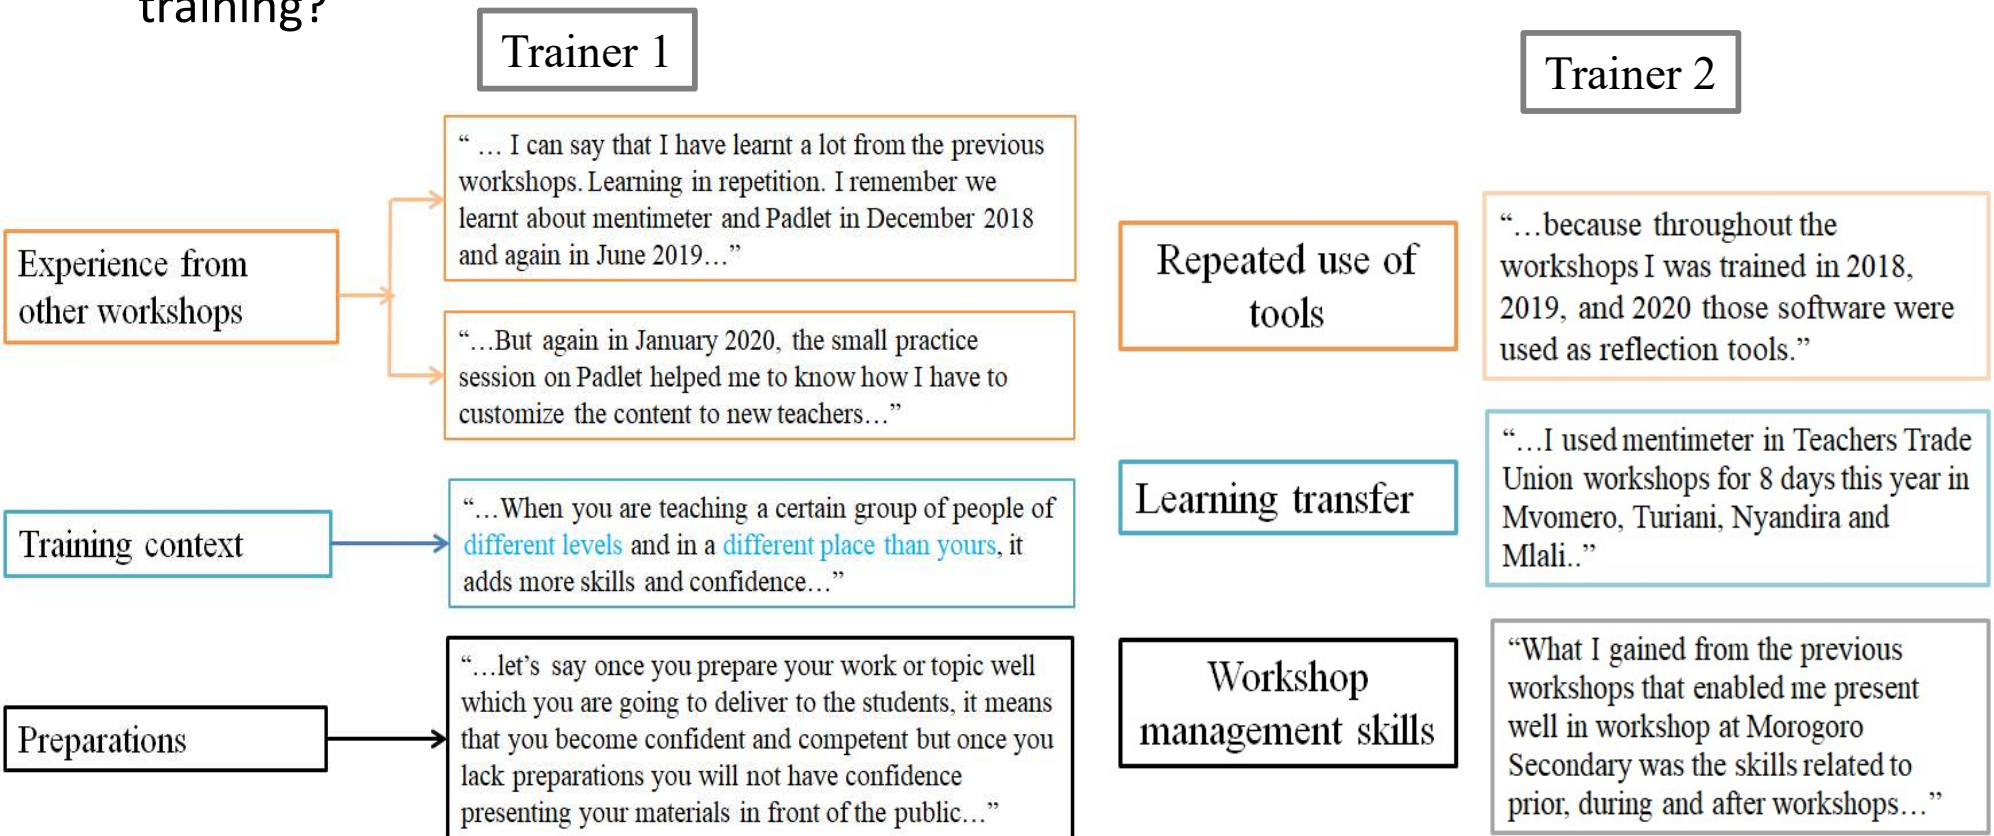 training?
Trainer 1
Experience from
other workshops
“ … I can say that I have learnt a lot from the previous
workshops. Learning in repetition. I remember we
learnt about mentimeter and Padlet in December 2018
and again in June 2019…”
“…But again in January 2020, the small practice
session on Padlet helped me to know how I have to
customize the content to new teachers…”
Training context
“…When you are teaching a certain group of people of
different levels and in a different place than yours, it
adds more skills and confidence…”
Preparations
“…let’s say once you prepare your work or topic well
which you are going to deliver to the students, it means
that you become confident and competent but once you
lack preparations you will not have confidence
presenting your materials in front of the public…”
Trainer 2
Repeated use of
tools
“…because throughout the
workshops I was trained in 2018,
2019, and 2020 those software were
used as reflection tools.”
Learning transfer
“…I used mentimeter in Teachers Trade
Union workshops for 8 days this year in
Mvomero, Turiani, Nyandira and
Mlali..”
Workshop
management skills
“What I gained from the previous
workshops that enabled me present
well in workshop at Morogoro
Secondary was the skills related to
prior, during and after workshops…”